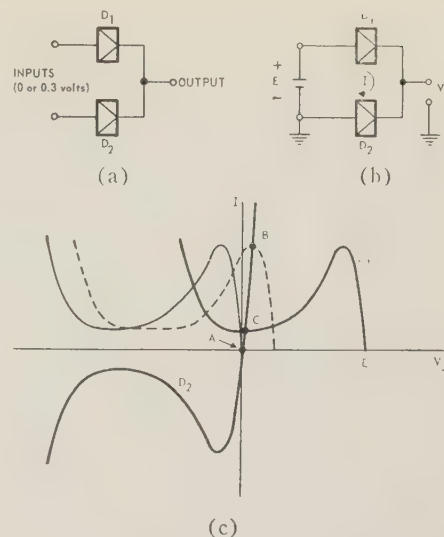 D1
INPUTS
(0 or 0.3 volts)
OUTPUT
D2
(a)
+
E
-
I
D2
V
(b)
I
B
C
A
V
D2
(c)